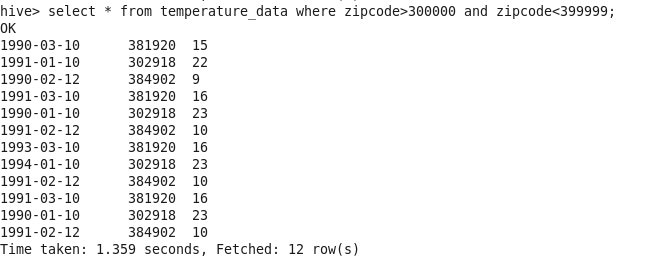 hive> select * from temperature_data where zipcode>300000 and zipcode<399999;
OK
1990-03-10	381920	15
1991-01-10	302918	22
1990-02-12	384902	9
1991-03-10	381920	16
1990-01-10	302918	23
1991-02-12	384902	10
1993-03-10	381920	16
1994-01-10	302918	23
1991-02-12	384902	10
1991-03-10	381920	16
1990-01-10	302918	23
1991-02-12	384902	10
Time taken: 1.359 seconds, Fetched: 12 row(s)